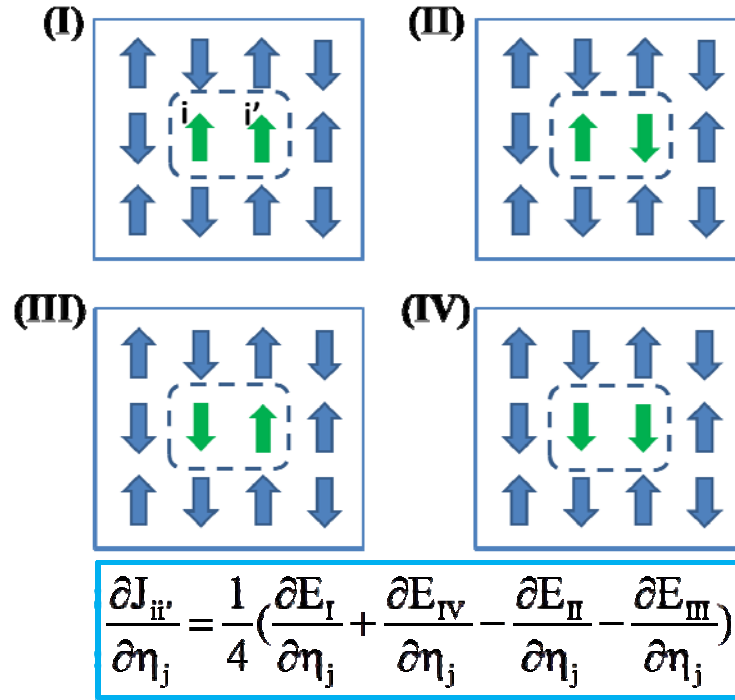 (I) (II)
i i'
(III) (IV)
∂J_ii'/∂η_j = 1/4(∂E_I/∂η_j + ∂E_IV/∂η_j − ∂E_II/∂η_j − ∂E_III/∂η_j)